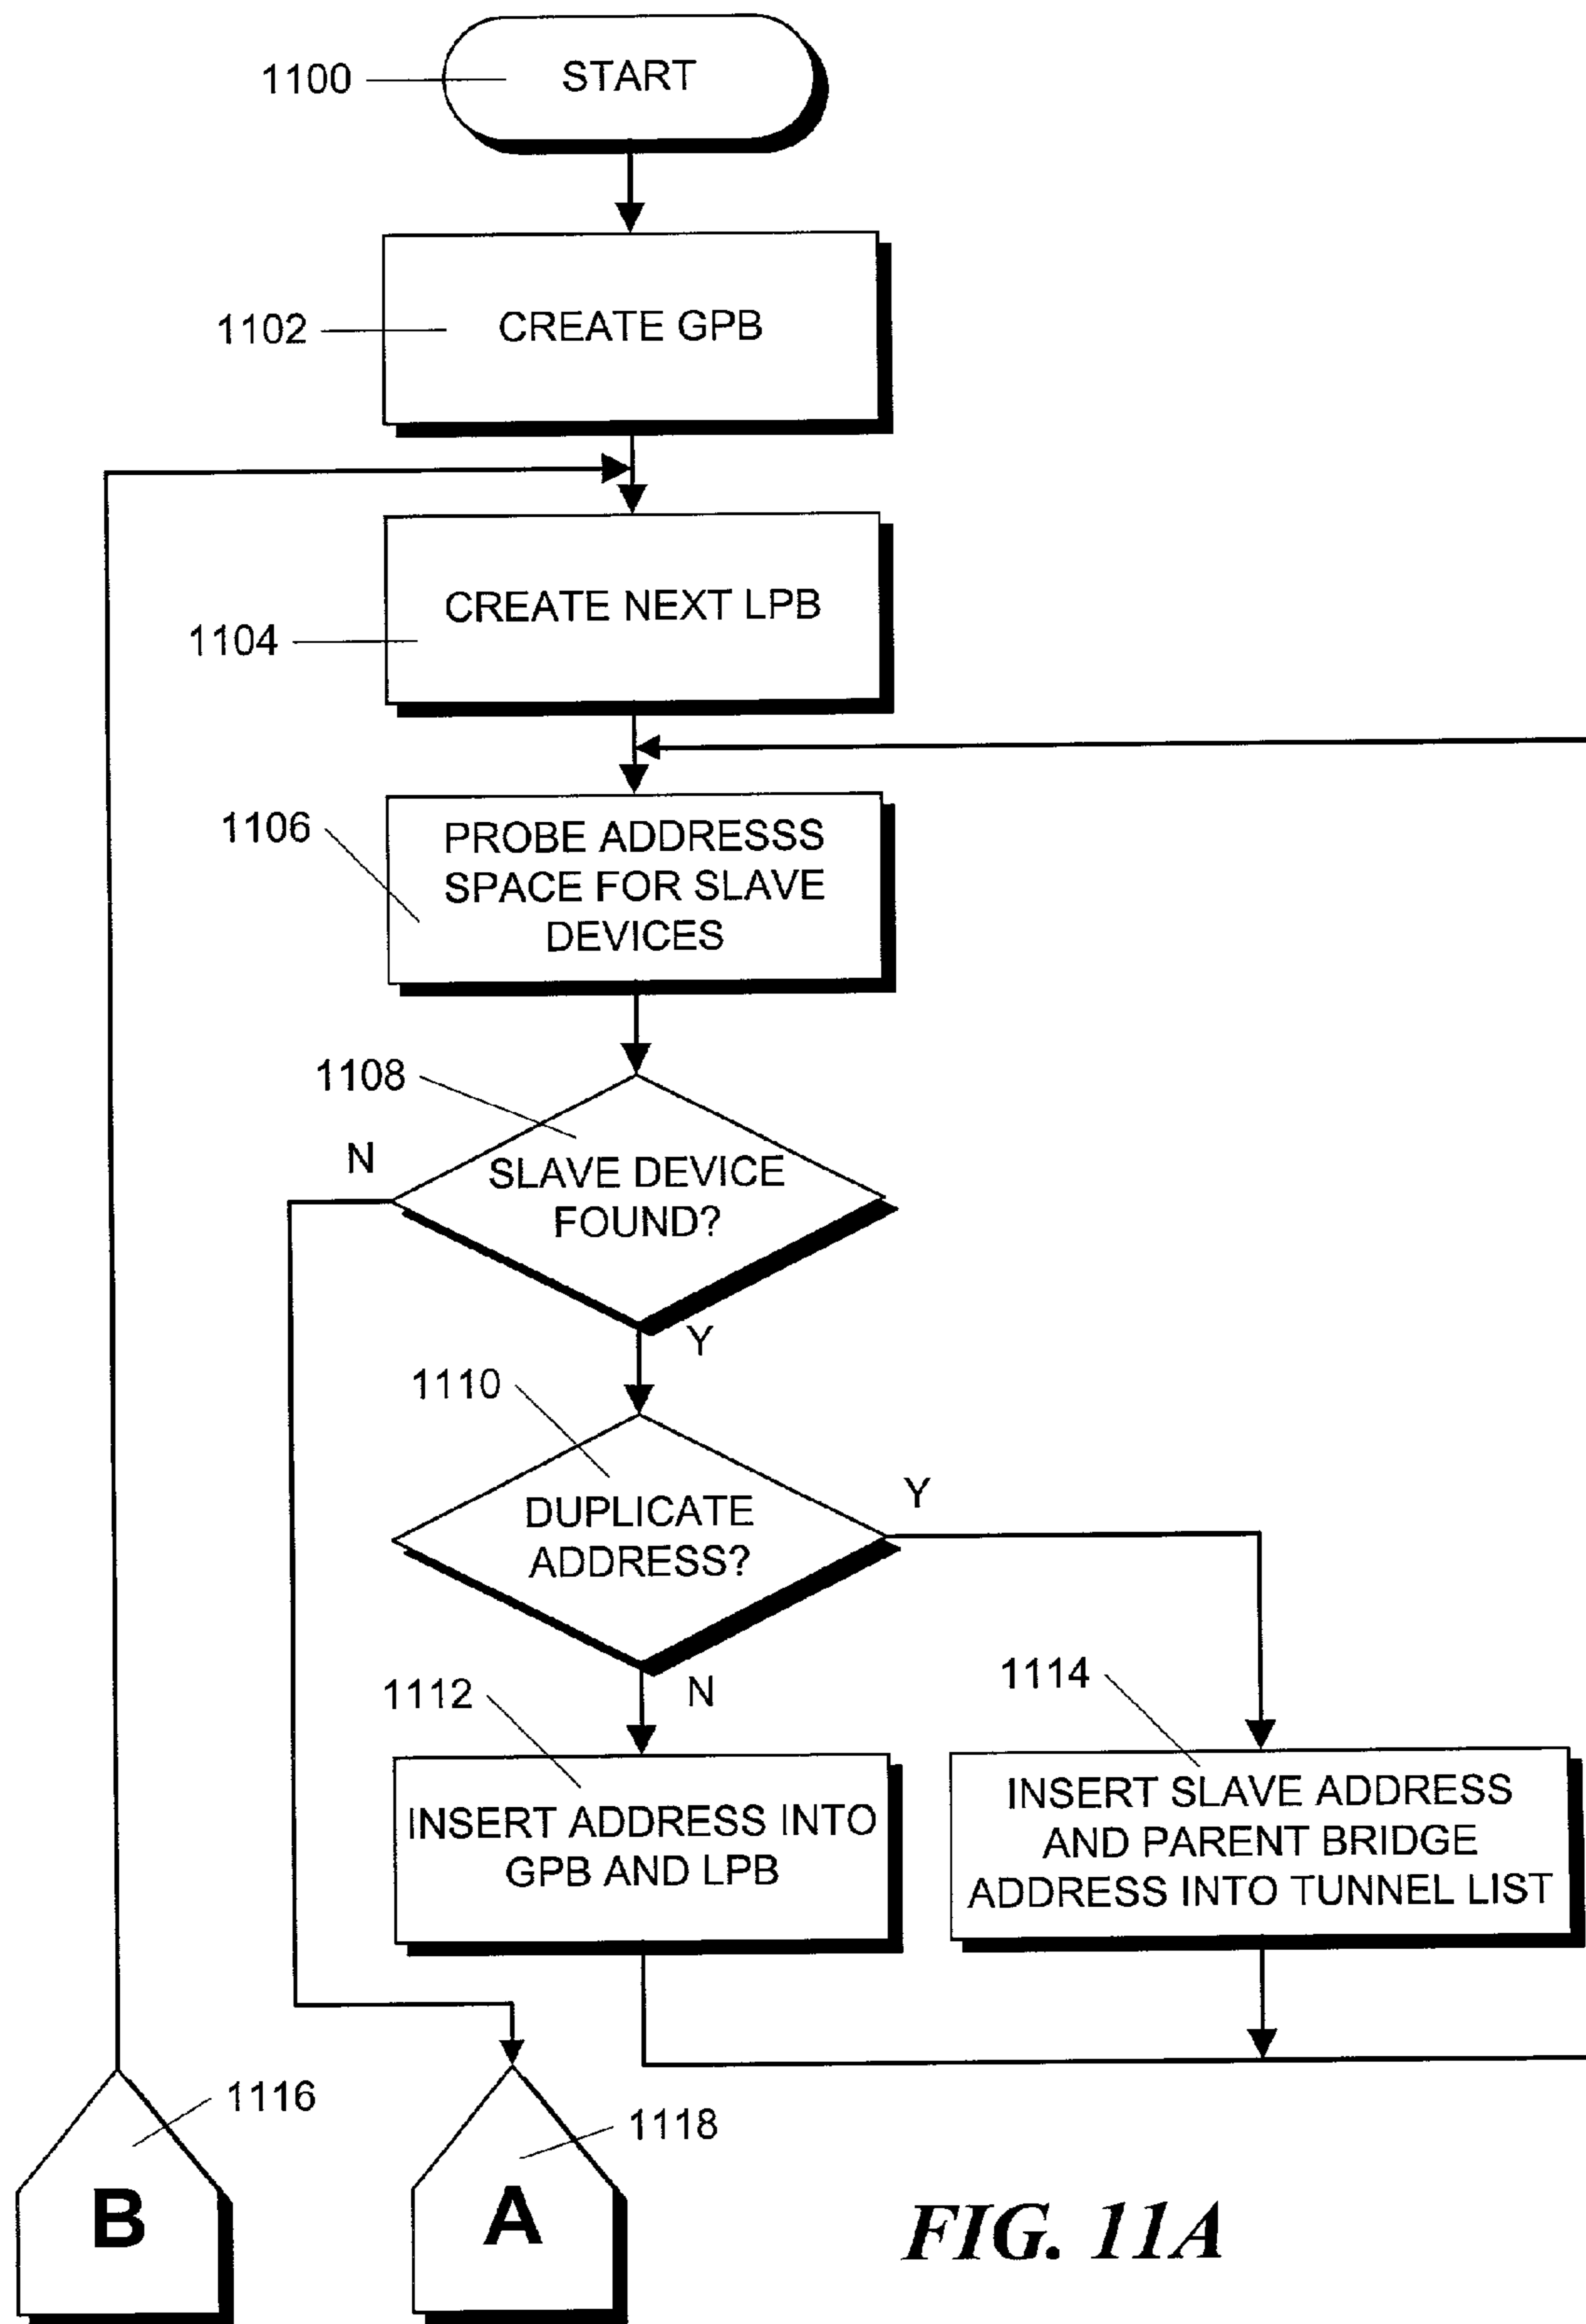 1100
START
1102
CREATE GPB
1104
CREATE NEXT LPB
1106
PROBE ADDRESSS
SPACE FOR SLAVE
DEVICES
1108
N
SLAVE DEVICE
FOUND?
Y
1110
DUPLICATE
ADDRESS?
Y
N
1112
INSERT ADDRESS INTO
GPB AND LPB
1114
INSERT SLAVE ADDRESS
AND PARENT BRIDGE
ADDRESS INTO TUNNEL LIST
1116
B
1118
A
FIG. 11A